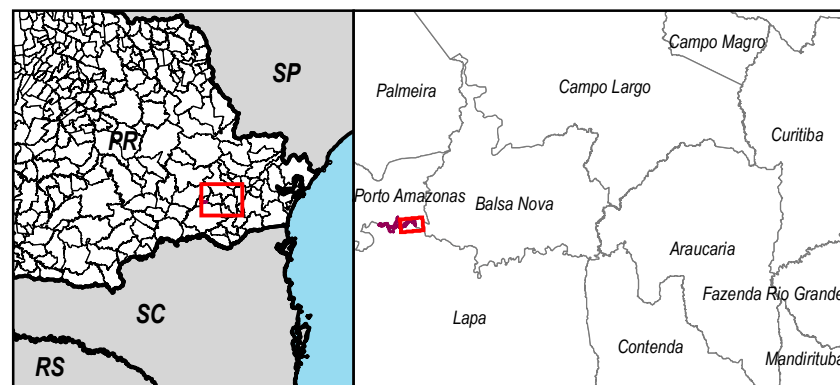 SP
PR
SC
RS
Campo Magro
Palmeira
Campo Largo
Curitiba
Porto Amazonas
Balsa Nova
Araucaria
Fazenda Rio Grande
Lapa
Contenda
Mandirituba